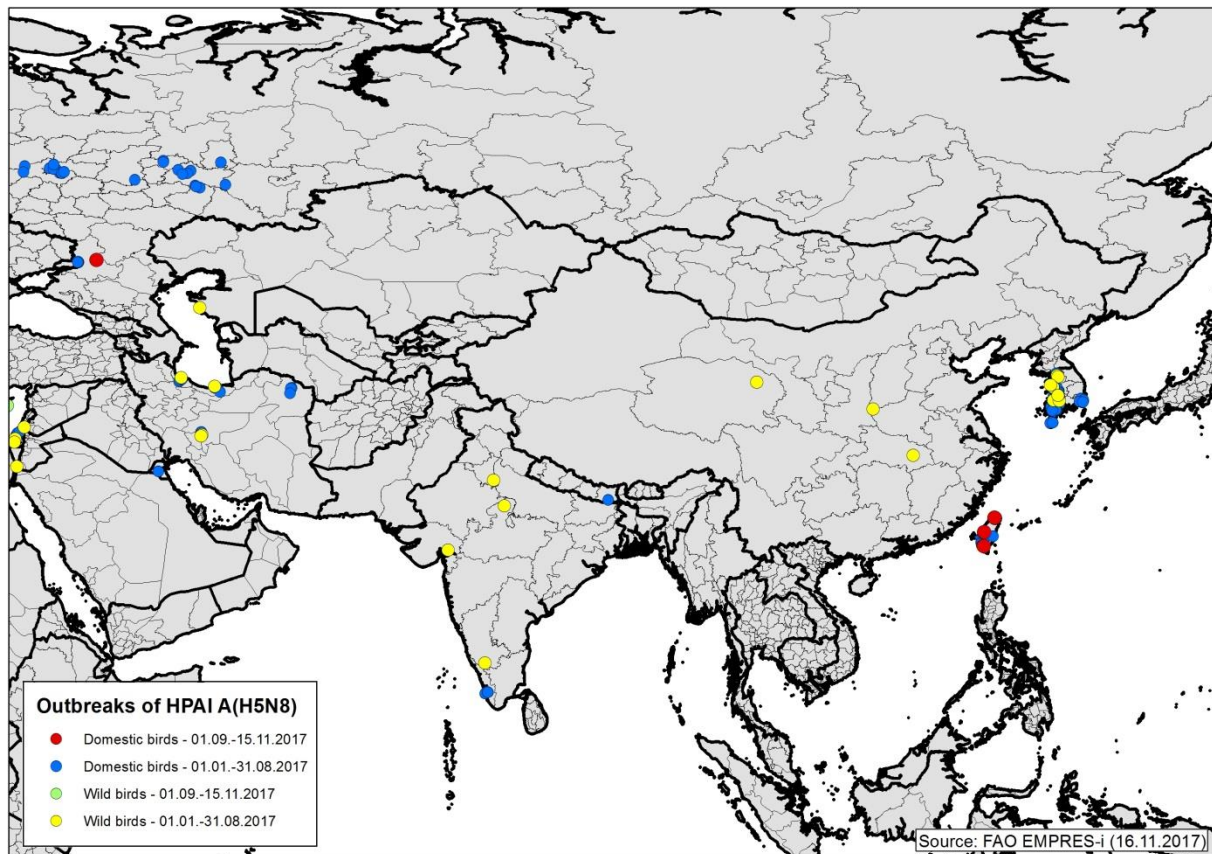 Outbreaks of HPAI A(H5N8)
Domestic birds - 01.09.-15.11.2017
Domestic birds - 01.01.-31.08.2017
Wild birds - 01.09.-15.11.2017
Wild birds - 01.01.-31.08.2017
Source: FAO EMPRES-i (16.11.2017)